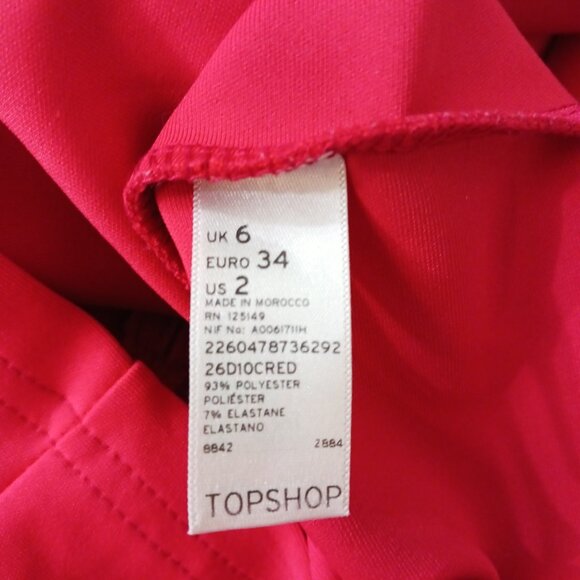 UK 6
EURO 34
US 2
MADE IN MOROCCO
RN 125149
NIF No: A0061711H
2260478736292
26D10CRED
93% POLYESTER
POLIÉSTER
7% ELASTANE
ELASTANO
8842 2884
TOPSHOP